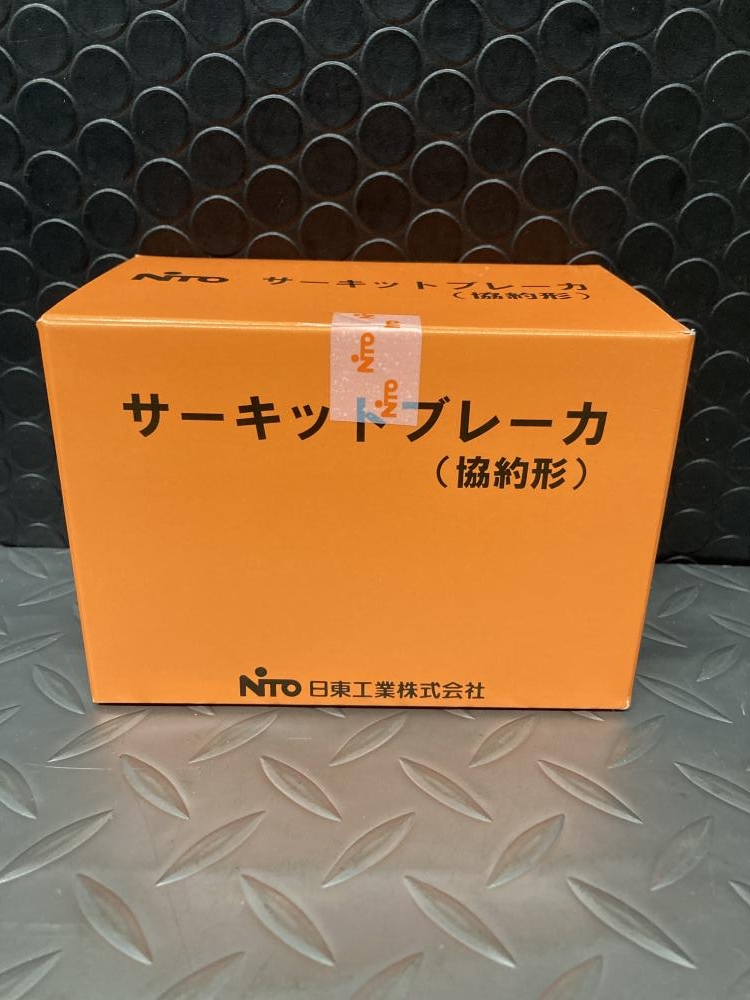 NITO サーキットブレーカ
（協約形）
サーキットブレーカ
（協約形）
NITO 日東工業株式会社